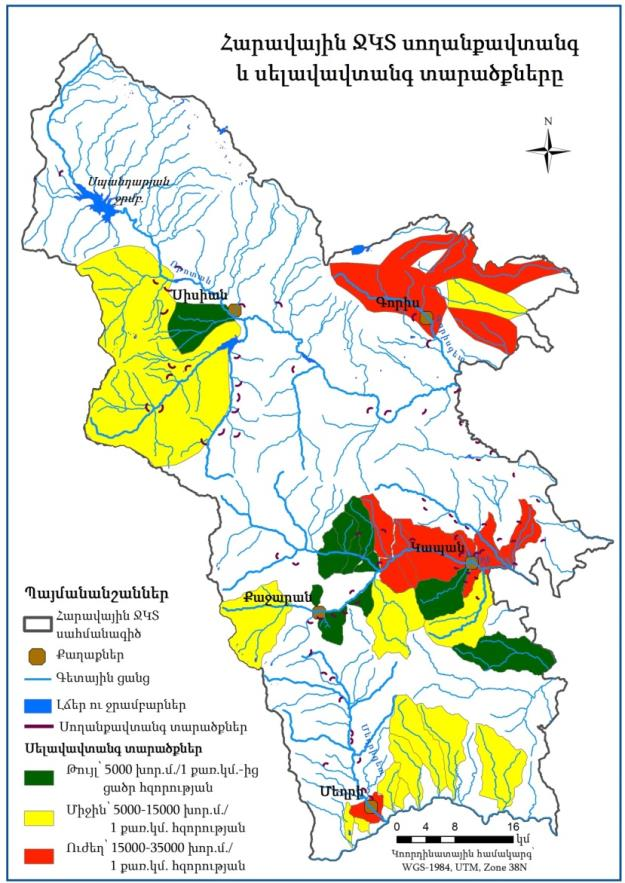 Հարավային ՋԿՏ սողանքավտանգ
և սելավավտանգ տարածքները
N
Սպանդարյան
ջրմբ.
Որոտան
Սիսիան
Գորիս
Գորիսգետ
Կապան
Քաջարան
Մեղրիգետ
Մեղրի
Պայմանանշաններ
Հարավային ՋԿՏ
սահմանագիծ
Քաղաքներ
Գետային ցանց
Լճեր ու ջրամբարներ
Սողանքավտանգ տարածքներ
Սելավավտանգ տարածքներ
Թույլ՝ 5000 խոր.մ./1 քառ.կմ.-ից
ցածր հզորության
Միջին՝ 5000-15000 խոր.մ./
1 քառ.կմ. հզորության
Ուժեղ՝ 15000-35000 խոր.մ./
1 քառ.կմ. հզորության
0 4 8 16
կմ
Կոորդինատային համակարգ՝
WGS-1984, UTM, Zone 38N